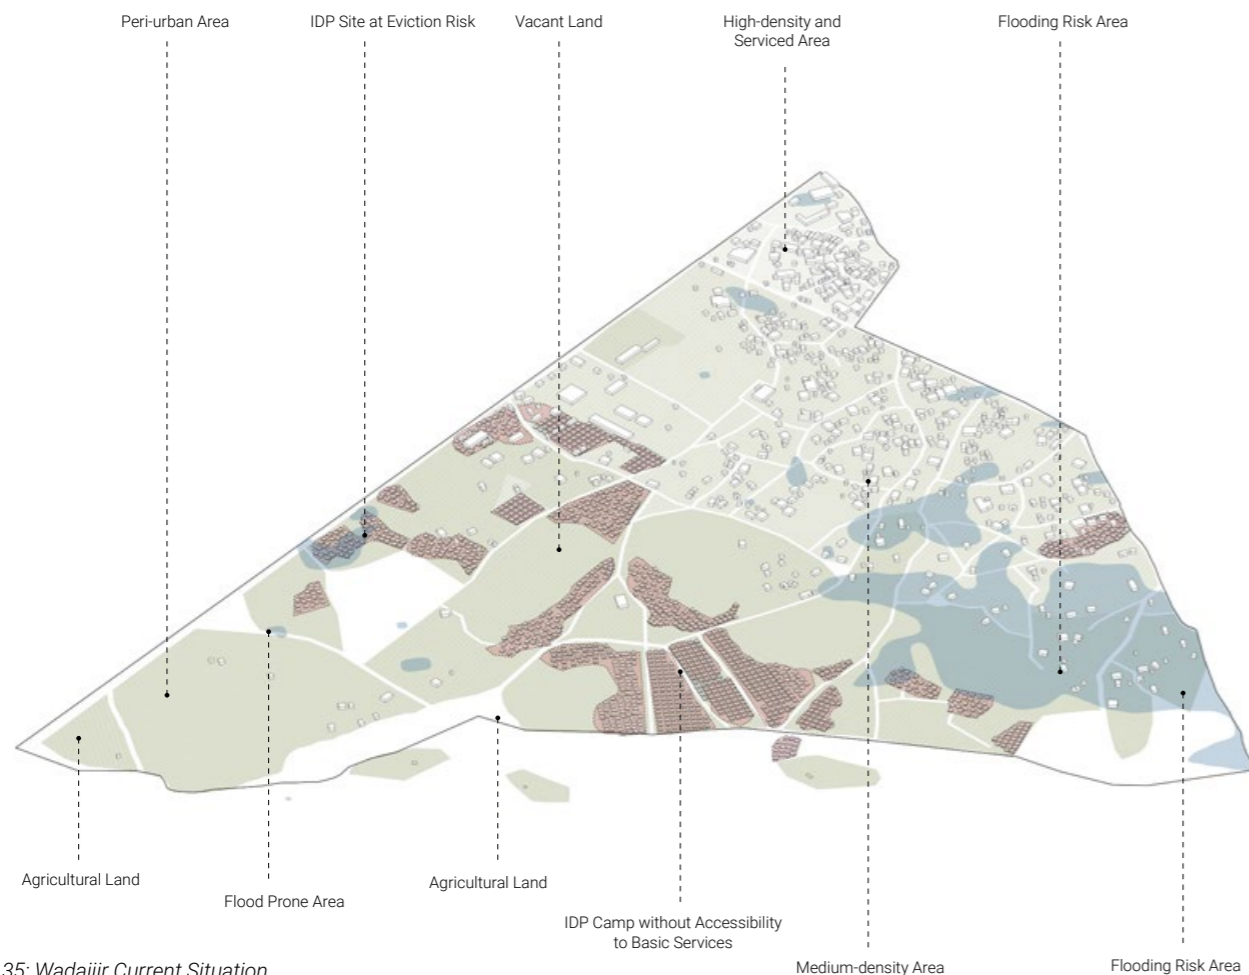 Peri-urban Area
IDP Site at Eviction Risk
Vacant Land
High-density and
Serviced Area
Flooding Risk Area
Agricultural Land
Flood Prone Area
Agricultural Land
IDP Camp without Accessibility
to Basic Services
Medium-density Area
Flooding Risk Area
35: Wadajir Current Situation